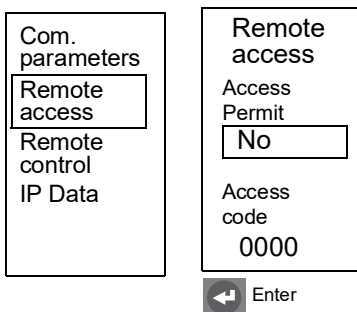 Com.
parameters
Remote
access
Remote
control
IP Data
Remote
access
Access
Permit
No
Access
code
0000
Enter